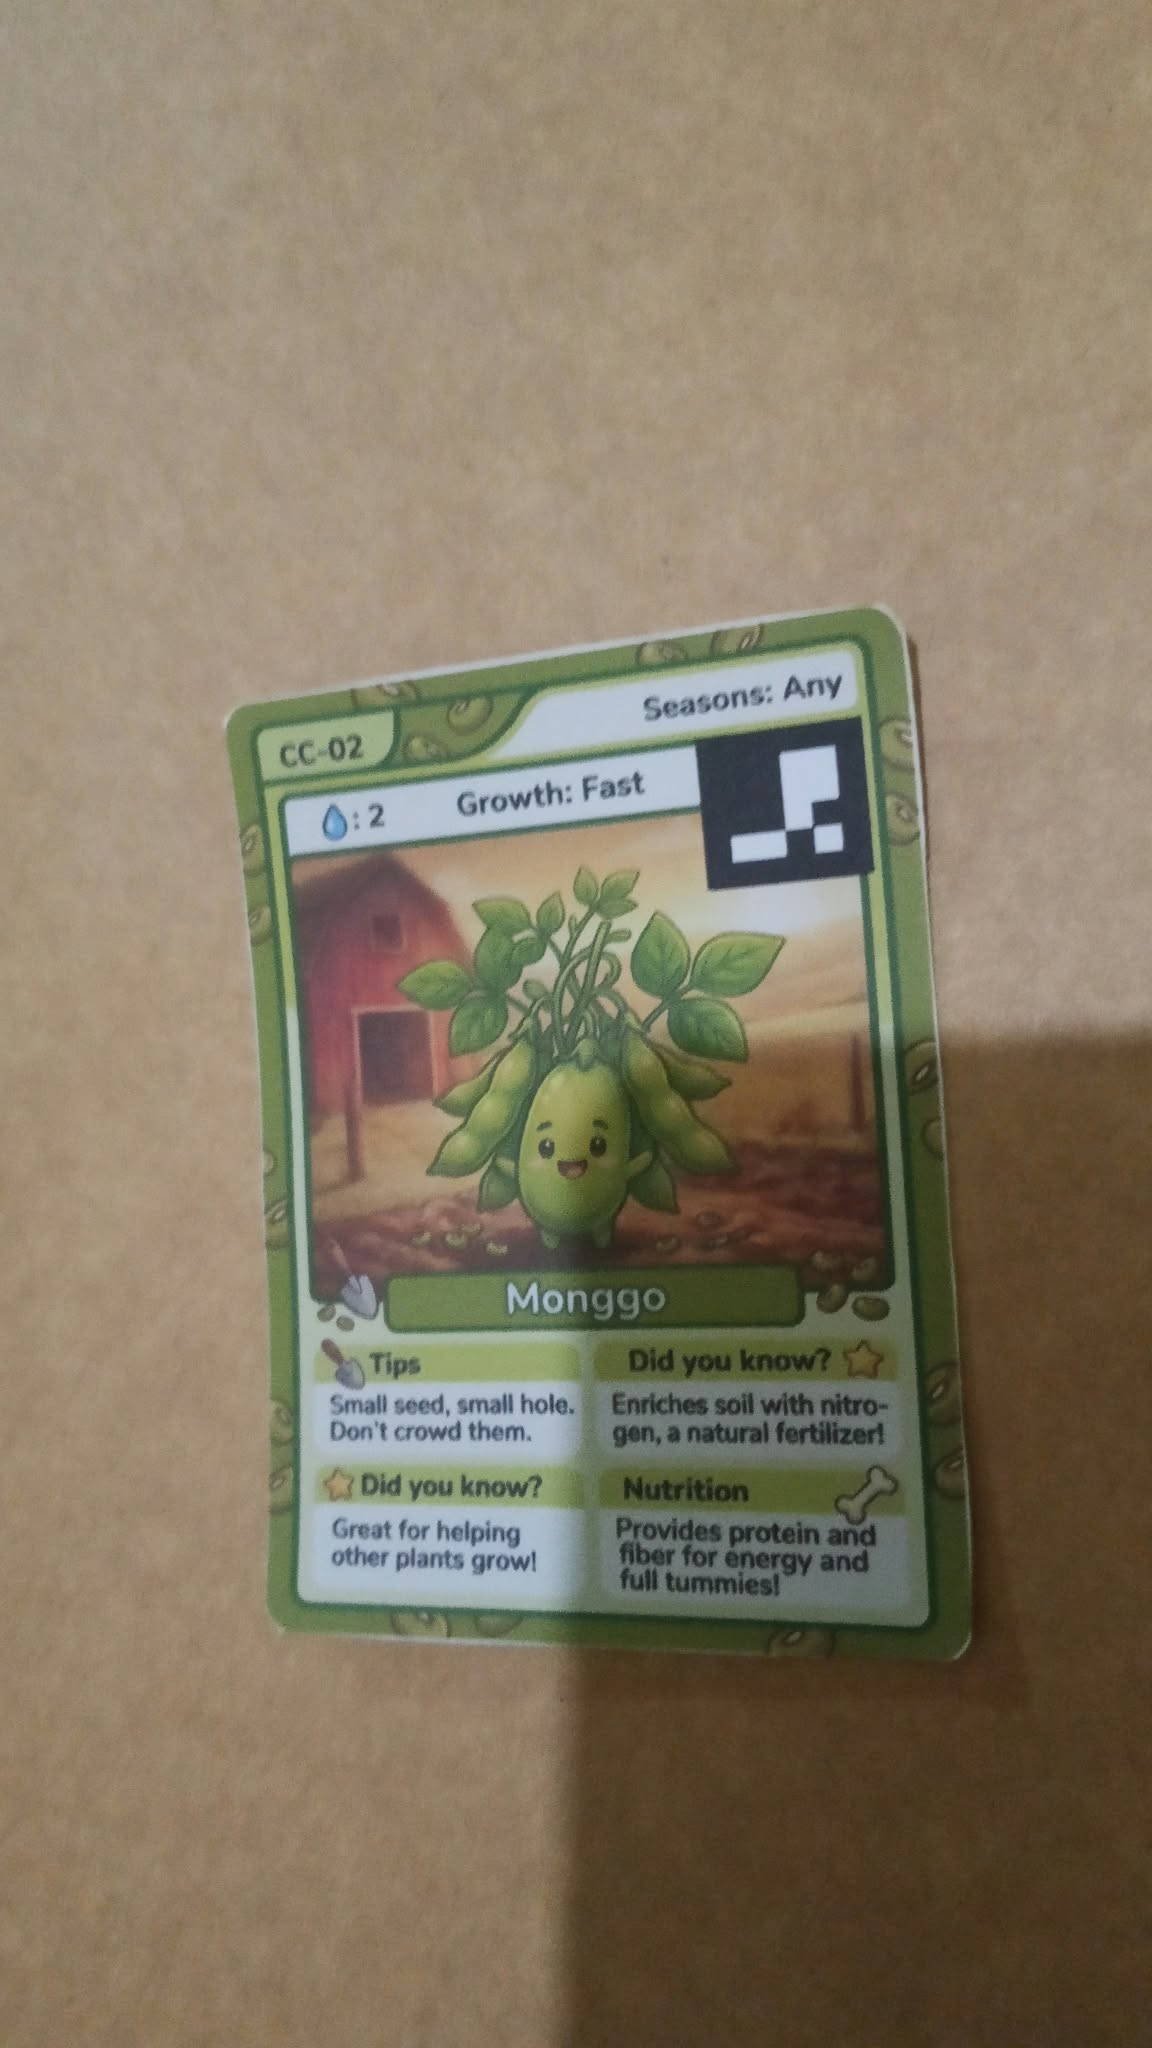 CC-02
Seasons: Any
: 2
Growth: Fast
Monggo
Tips
Small seed, small hole.
Don't crowd them.
Did you know?
Enriches soil with nitro-
gen, a natural fertilizer!
Did you know?
Great for helping
other plants grow!
Nutrition
Provides protein and
fiber for energy and
full tummies!